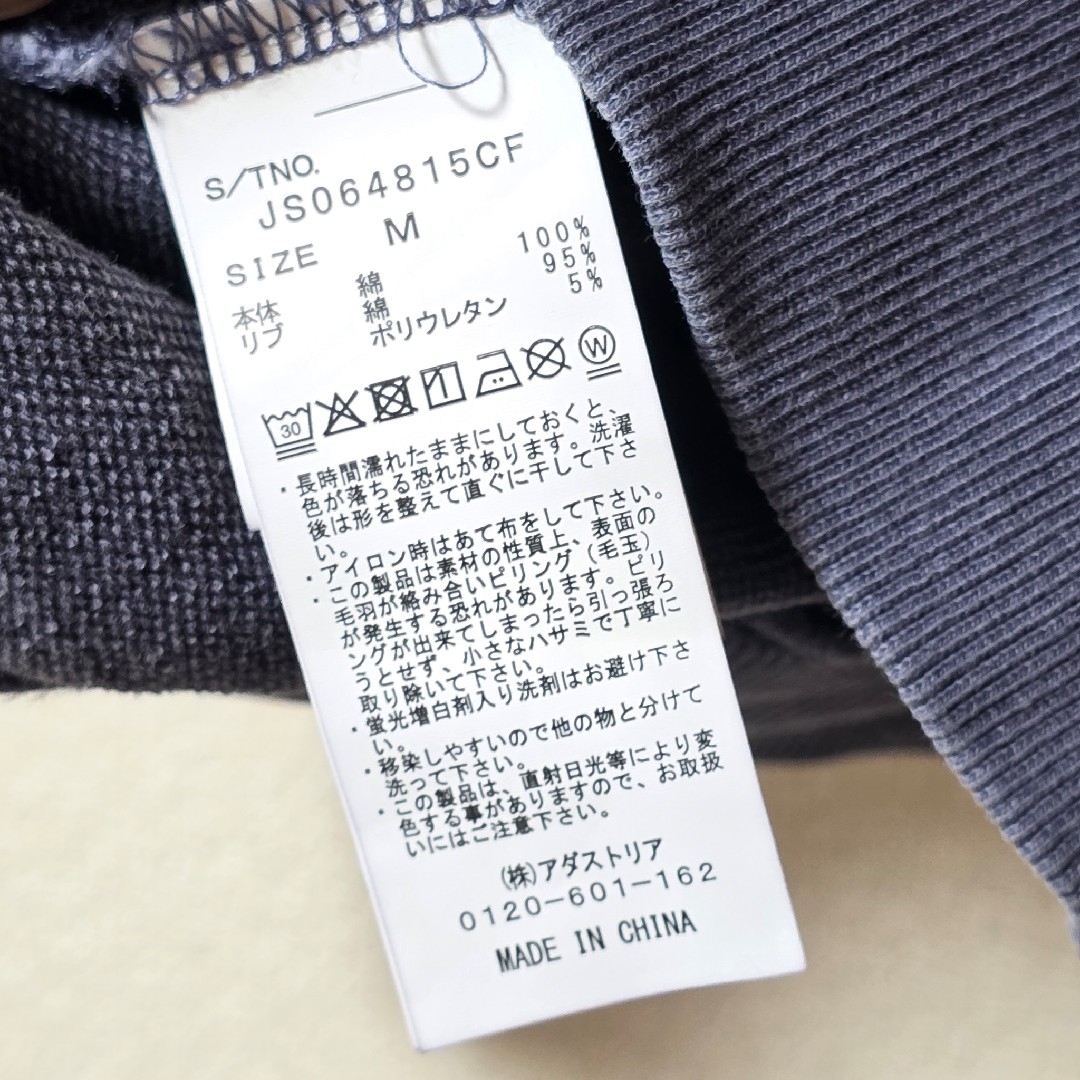 S/TNO.
JS064815CF
SIZE M
本体 綿 100%
リブ 綿 95%
ポリウレタン 5%
30 W
・長時間濡れたままにしておくと、
色が落ちる恐れがあります。洗濯
後は形を整えて直ぐに干して下さ
い。
・アイロン時はあて布をして下さい。
・この製品は素材の性質上、表面の
毛羽が絡み合いピリング(毛玉)
が発生する恐れがあります。ピリ
ングが出来てしまったら引っ張ろ
うとせず、小さなハサミで丁寧に
取り除いて下さい。
・蛍光増白剤入り洗剤はお避け下さ
い。
・移染しやすいので他の物と分けて
洗って下さい。
・この製品は、直射日光等により変
色する事がありますので、お取扱
いにはご注意下さい。
(株)アダストリア
0120-601-162
MADE IN CHINA